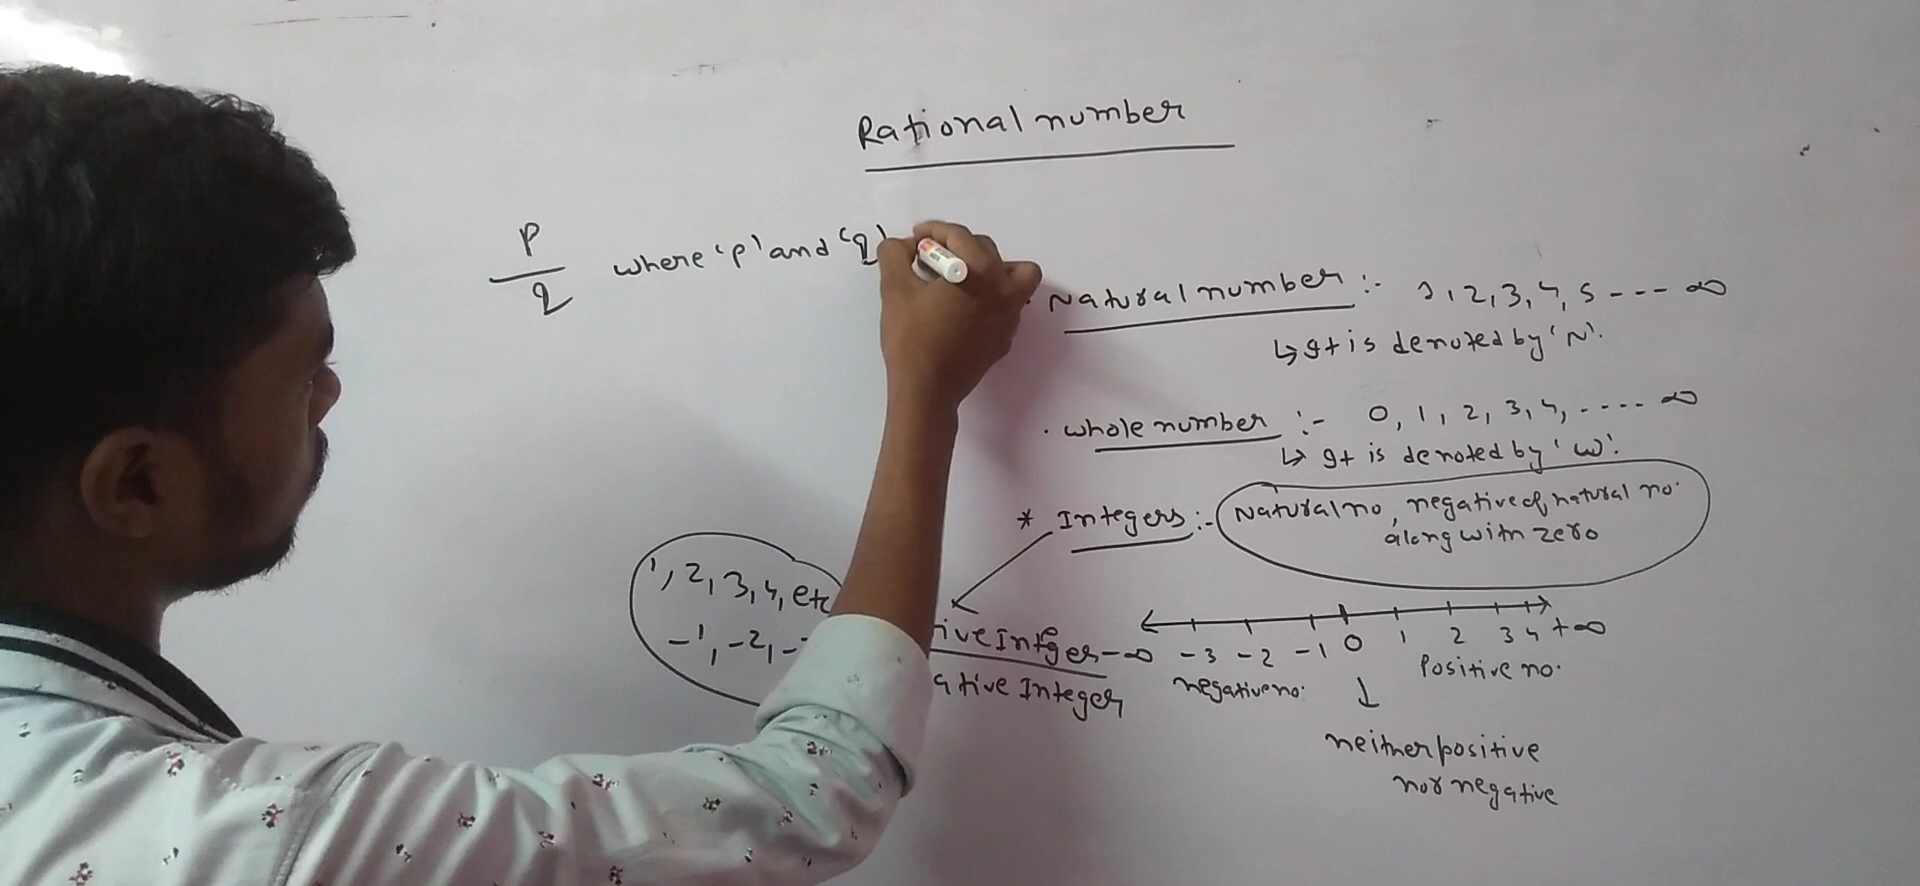 Rational number
P
q where 'p' and 'q'
. Natural number :- 1, 2, 3, 4, 5 --- ∞
↳ It is denoted by 'N'.
. whole number :- 0, 1, 2, 3, 4, .... ∞
↳ It is denoted by 'W'.
* Integers :- Natural no, negative of natural no.
along with zero
1, 2, 3, 4, etc
-1, -2, -
ive Intger
ative Integer
-∞ -3 -2 -1 0 1 2 3 4 +∞
negative no. Positive no.
↓
neither positive
nor negative